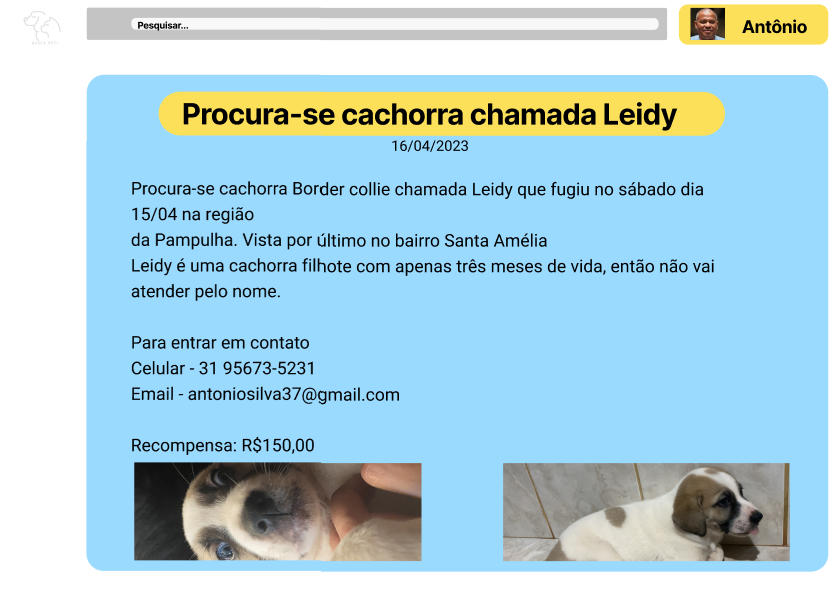 Pesquisar...
Antônio
Procura-se cachorra chamada Leidy
16/04/2023
Procura-se cachorra Border collie chamada Leidy que fugiu no sábado dia
15/04 na região
da Pampulha. Vista por último no bairro Santa Amélia
Leidy é uma cachorra filhote com apenas três meses de vida, então não vai
atender pelo nome.
Para entrar em contato
Celular - 31 95673-5231
Email - antoniosilva37@gmail.com
Recompensa: R$150,00